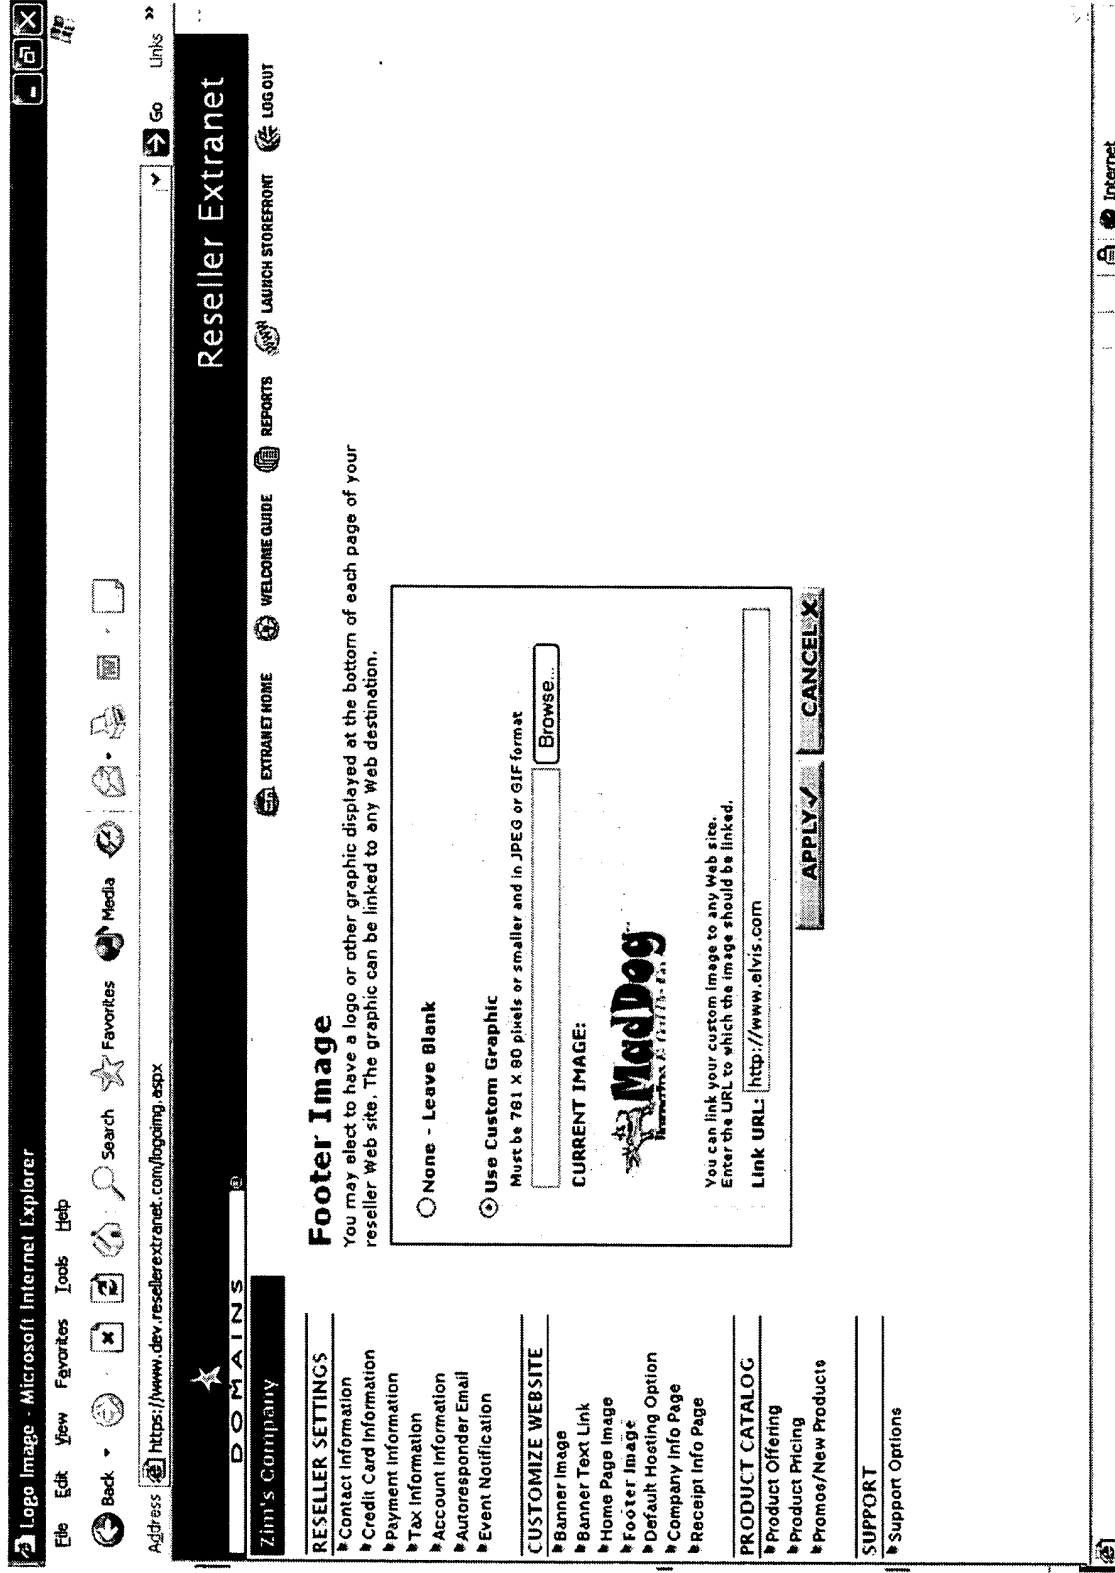 Logo Image - Microsoft Internet Explorer
File Edit View Favorites Tools Help
Back Search Favorites Media
Address https://www.dev.resellerextranet.com/logoimg.aspx Go Links »
DOMAINS ®
Reseller Extranet
Zim's Company
EXTRANET HOME WELCOME GUIDE REPORTS LAUNCH STOREFRONT LOG OUT
RESELLER SETTINGS
Contact Information
Credit Card Information
Payment Information
Tax Information
Account Information
Autoresponder Email
Event Notification
CUSTOMIZE WEBSITE
Banner Image
Banner Text Link
Home Page Image
Footer Image
Default Hosting Option
Company Info Page
Receipt Info Page
PRODUCT CATALOG
Product Offering
Product Pricing
Promos/New Products
SUPPORT
Support Options
Footer Image
You may elect to have a logo or other graphic displayed at the bottom of each page of your
reseller Web site. The graphic can be linked to any Web destination.
None - Leave Blank
Use Custom Graphic
Must be 781 X 80 pixels or smaller and in JPEG or GIF format
Browse...
CURRENT IMAGE:
MadDog
You can link your custom image to any Web site.
Enter the URL to which the image should be linked.
Link URL: http://www.elvis.com
APPLY CANCEL X
Internet